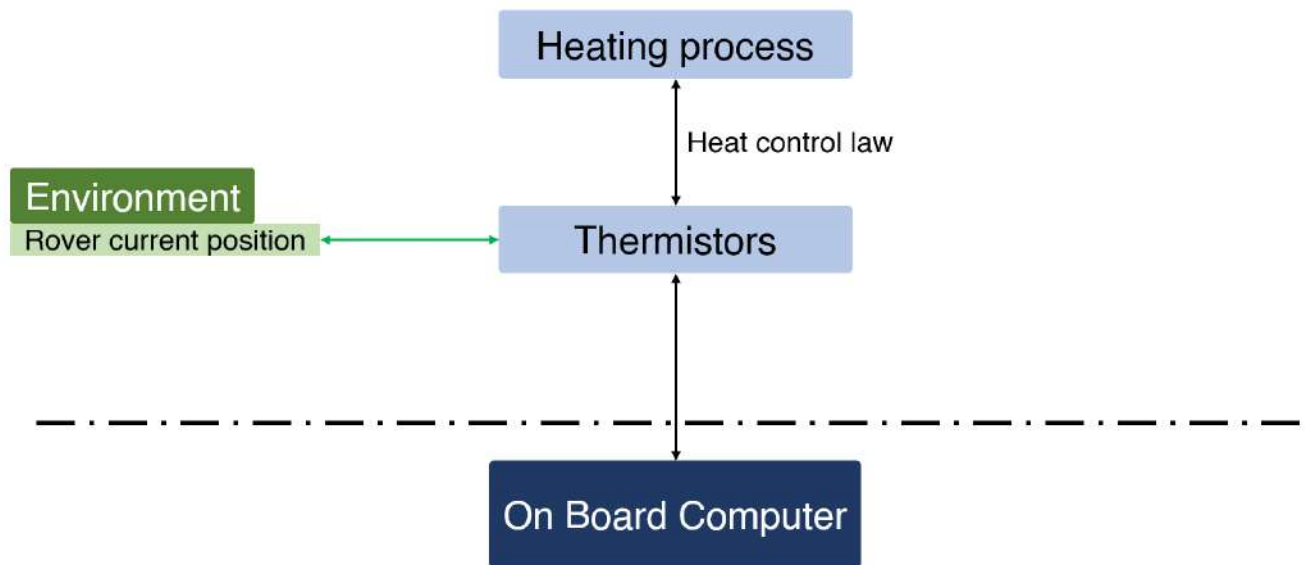 Heating process
Heat control law
Environment
Rover current position
Thermistors
On Board Computer